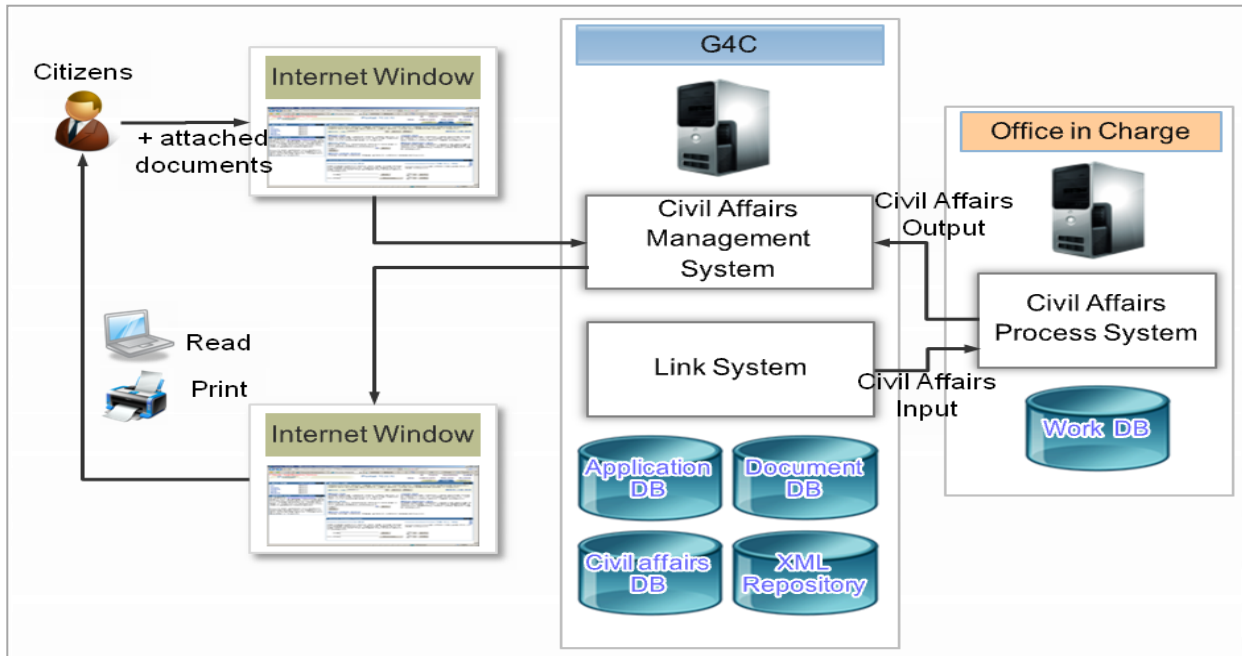 Citizens
+ attached
documents
Internet Window
Read
Print
Internet Window
G4C
Civil Affairs
Management
System
Link System
Application
DB
Document
DB
Civil affairs
DB
XML
Repository
Civil Affairs
Output
Civil Affairs
Input
Office in Charge
Civil Affairs
Process System
Work DB